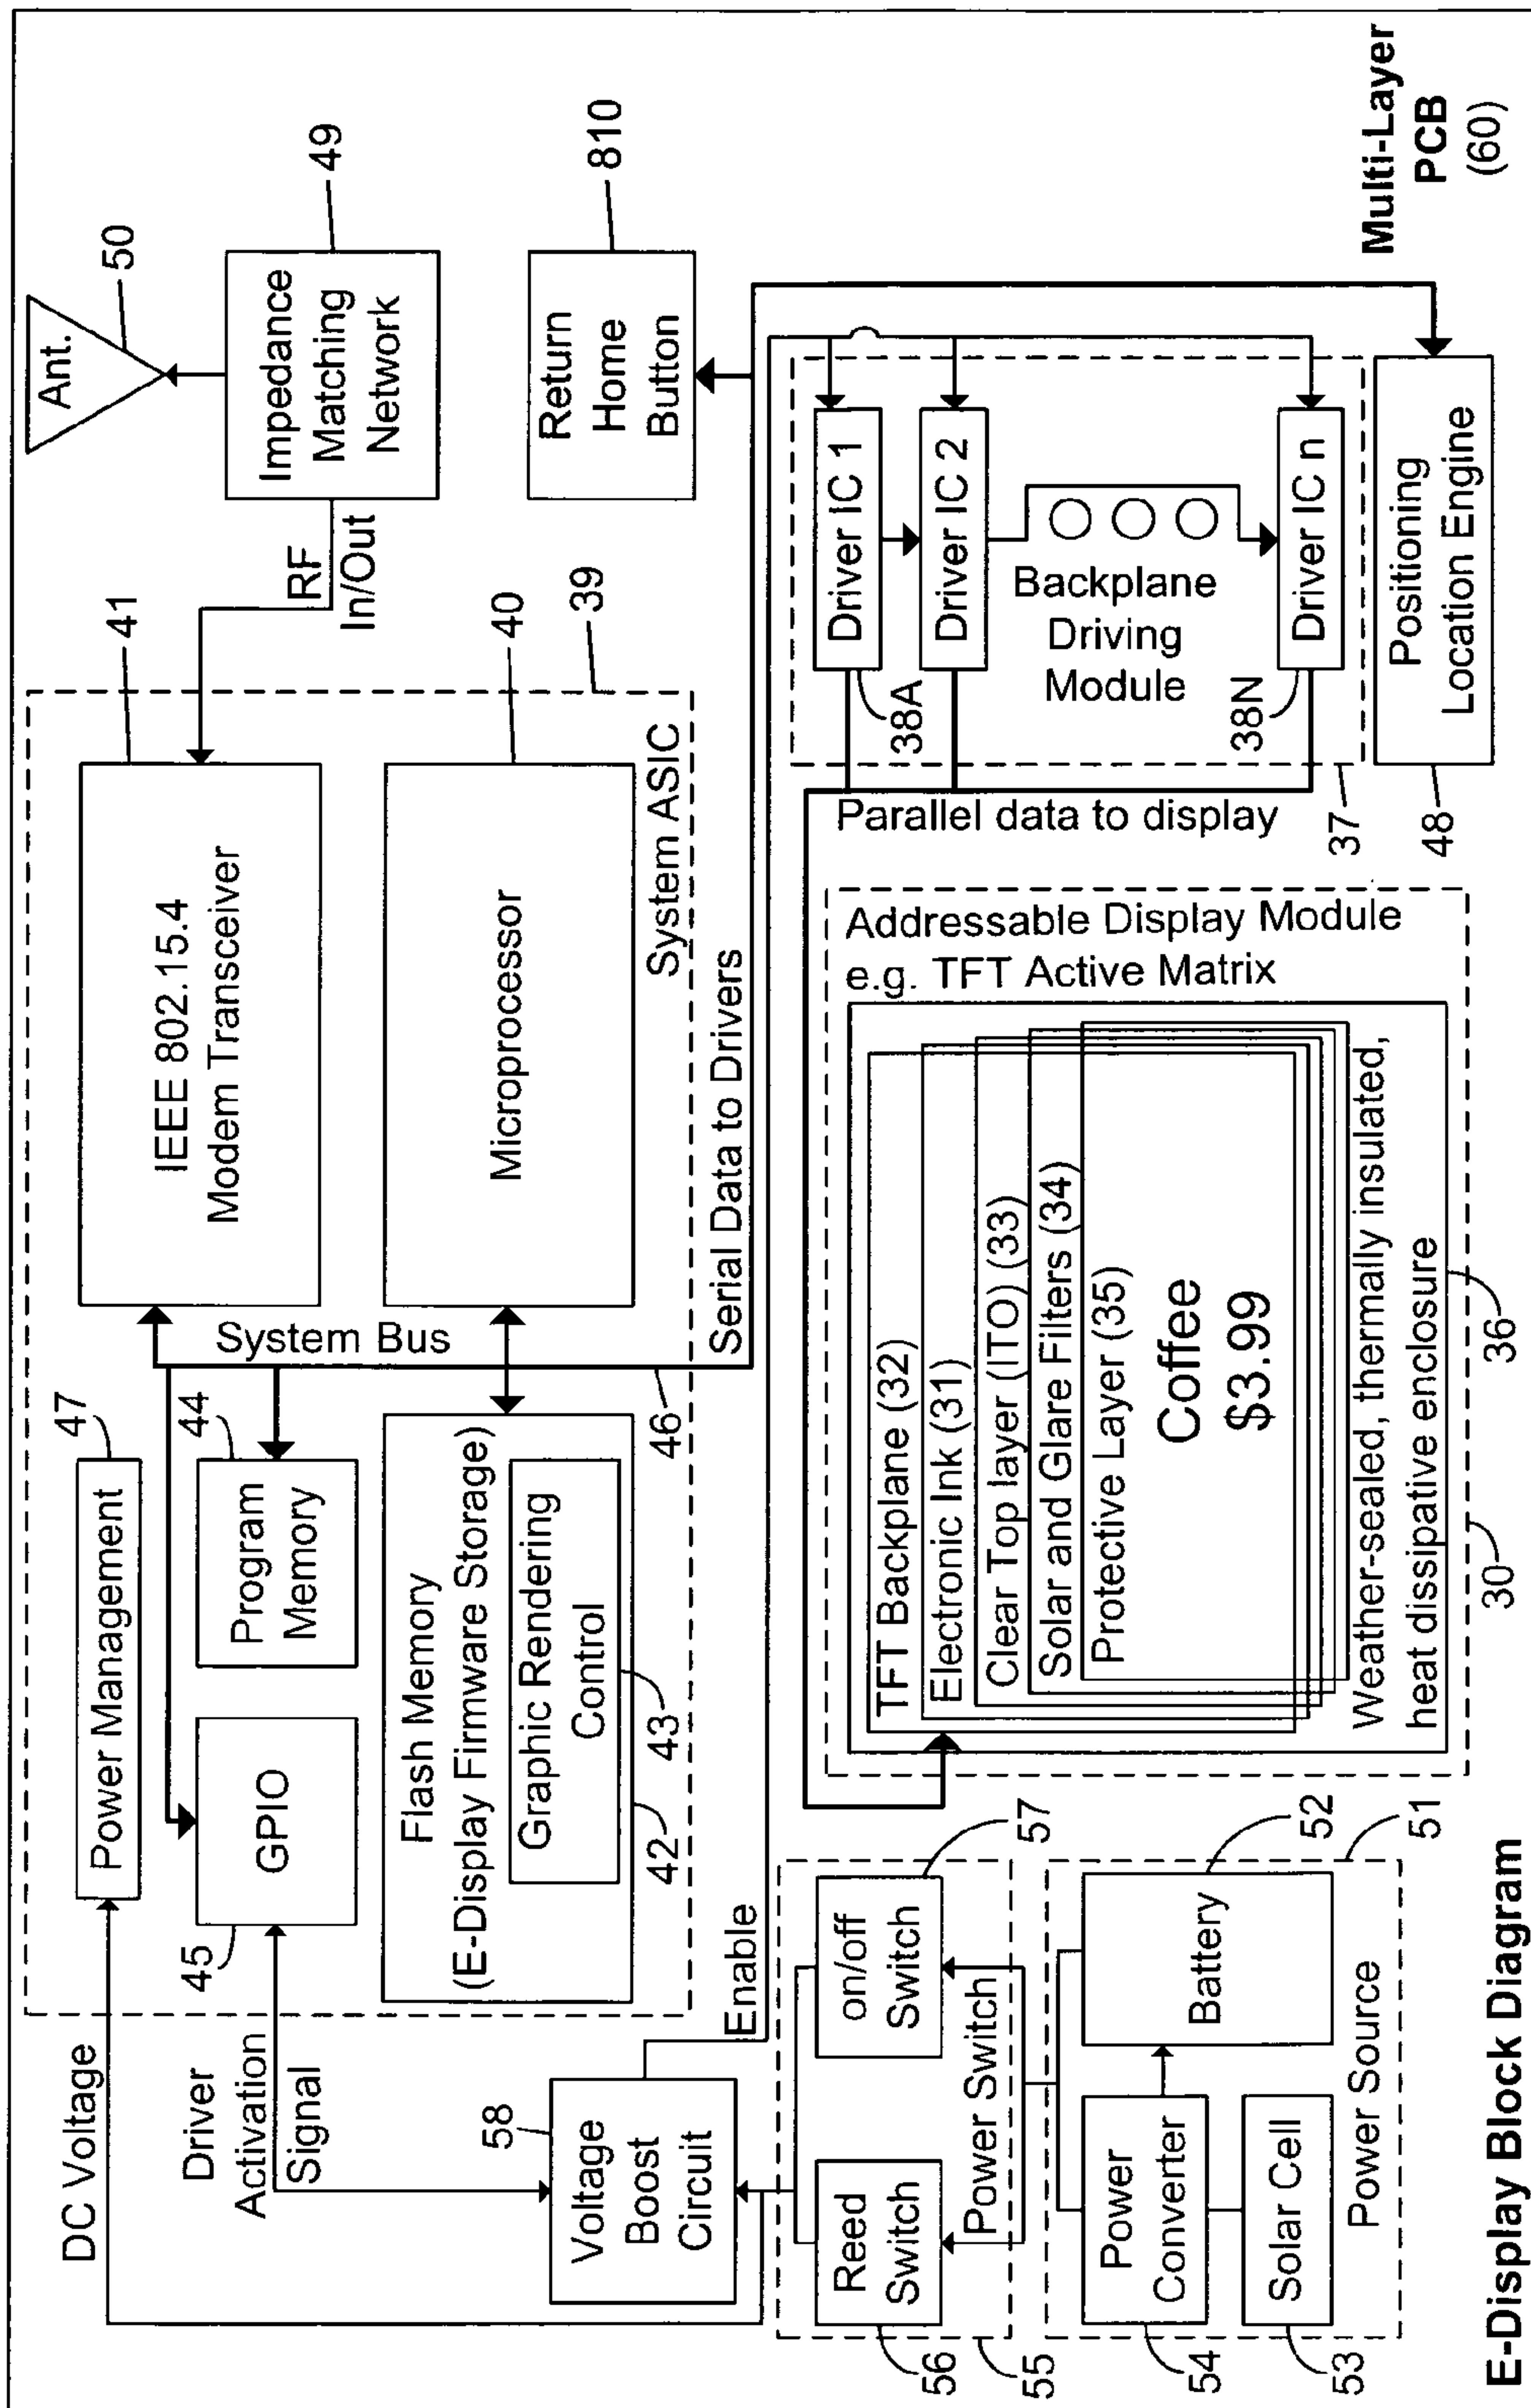 DC Voltage
Driver
Activation
Signal
47
Power Management
45
GPIO
44
Program
Memory
Flash Memory
(E-Display Firmware Storage)
Graphic Rendering
Control
42
43
46
System Bus
41
IEEE 802.15.4
Modem Transceiver
40
Microprocessor
System ASIC
39
RF
In/Out
Ant.
50
Impedance
Matching
Network
49
Return
Home
Button
810
58
Voltage
Boost
Circuit
Enable
Serial Data to Drivers
56
Reed
Switch
on/off
Switch
57
Power Switch
55
54
Power
Converter
Battery
52
53
Solar Cell
Power Source
51
Addressable Display Module
e.g. TFT Active Matrix
TFT Backplane (32)
Electronic Ink (31)
Clear Top layer (ITO) (33)
Solar and Glare Filters (34)
Protective Layer (35)
Coffee
$3.99
Weather-sealed, thermally insulated,
heat dissipative enclosure
30
36
Parallel data to display
38A
Driver IC 1
Driver IC 2
Backplane
Driving
Module
38N
Driver IC n
37
48
Positioning
Location Engine
Multi-Layer
PCB
(60)
E-Display Block Diagram